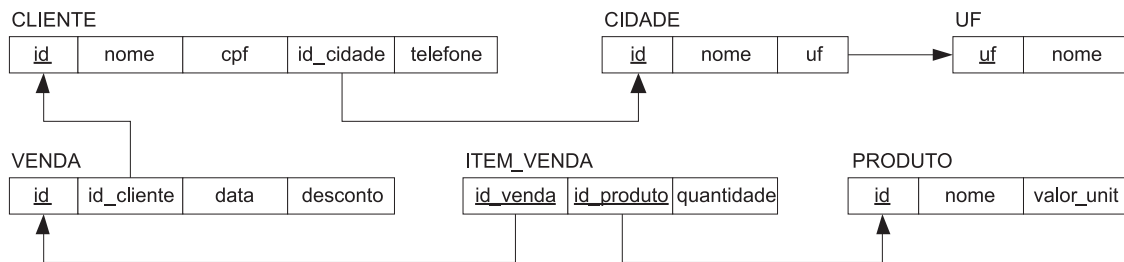 CLIENTE CIDADE UF
id nome cpf id_cidade telefone id nome uf uf nome
VENDA ITEM_VENDA PRODUTO
id id_cliente data desconto id_venda id_produto quantidade id nome valor_unit